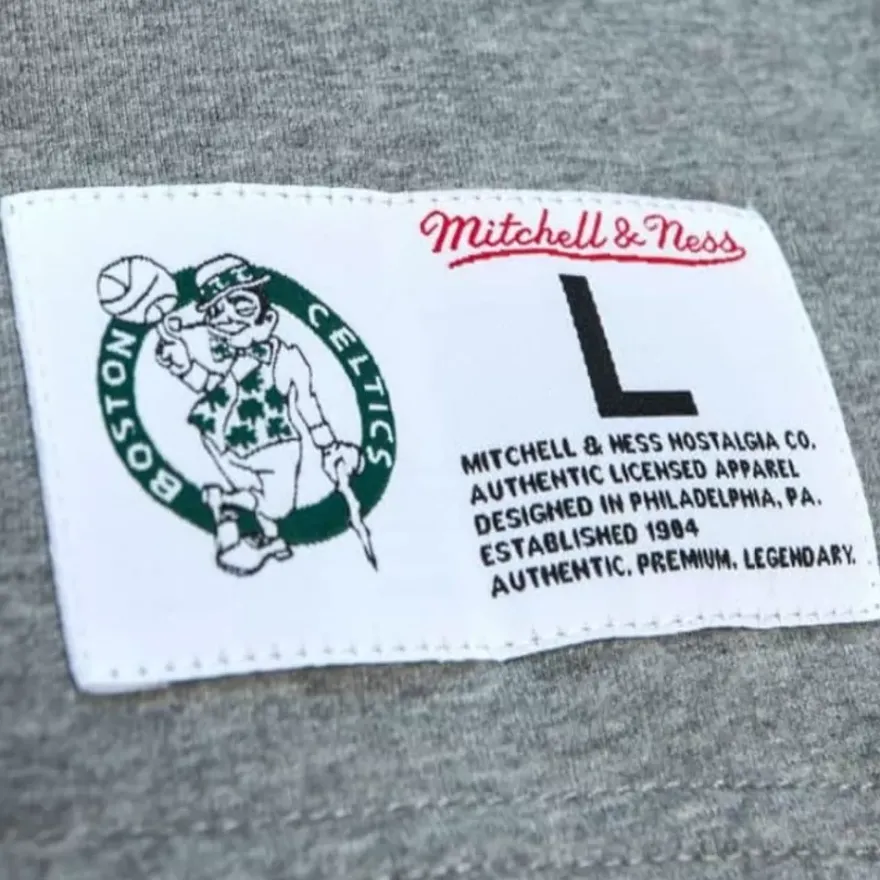 BOSTON CELTICS
Mitchell & Ness
L
MITCHELL & NESS NOSTALGIA CO.
AUTHENTIC LICENSED APPAREL
DESIGNED IN PHILADELPHIA, PA.
ESTABLISHED 1904
AUTHENTIC. PREMIUM. LEGENDARY.